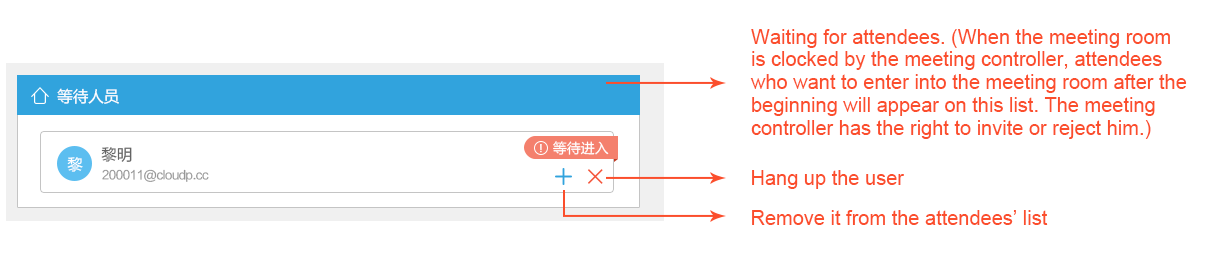 Waiting for attendees. (When the meeting room
is clocked by the meeting controller, attendees
who want to enter into the meeting room after the
beginning will appear on this list. The meeting
controller has the right to invite or reject him.)
等待人员
等待进入
黎
黎明
200011@cloudp.cc
Hang up the user
Remove it from the attendees’ list